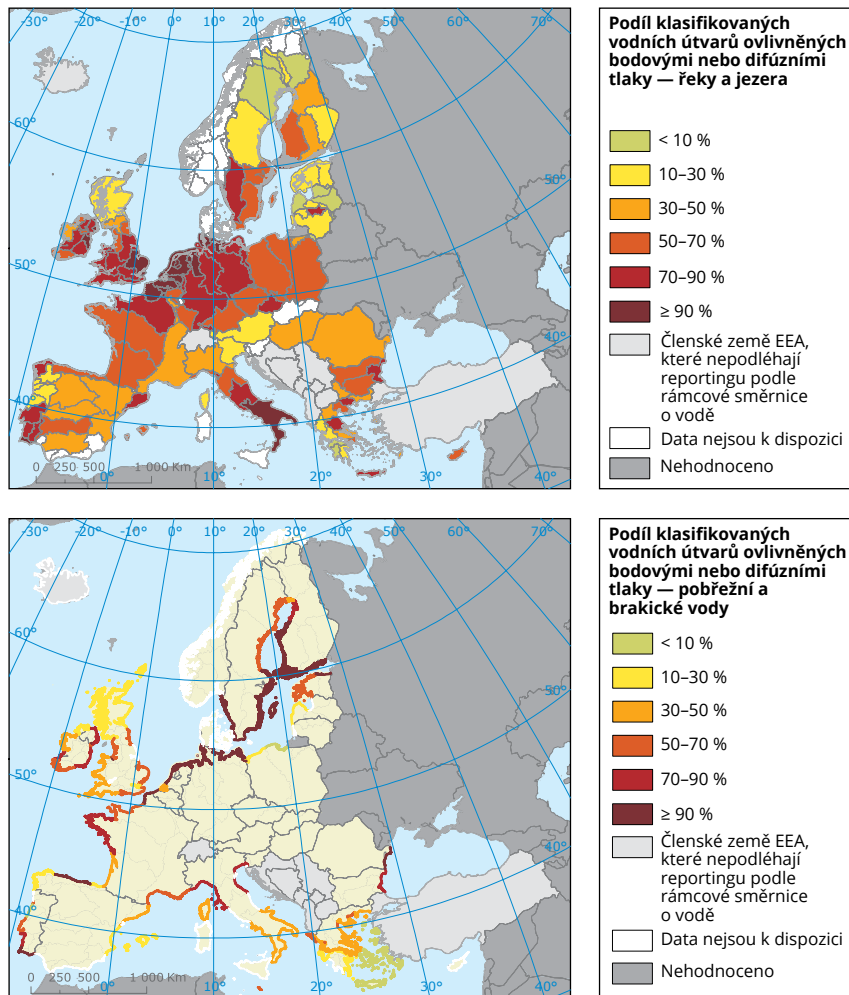 -30° -20° -10° 0° 10° 20° 30° 40° 50° 60° 70°
60°
50°
50°
40°
40°
0 250 500 1 000 Km
0° 10° 20° 30° 40°
Podíl klasifikovaných
vodních útvarů ovlivněných
bodovými nebo difúzními
tlaky — řeky a jezera
< 10 %
10–30 %
30–50 %
50–70 %
70–90 %
≥ 90 %
Členské země EEA,
které nepodléhají
reportingu podle
rámcové směrnice
o vodě
Data nejsou k dispozici
Nehodnoceno
-30° -20° -10° 0° 10° 20° 30° 40° 50° 60° 70°
60°
50°
50°
40°
40°
0 250 500 1 000 Km
0° 10° 20° 30° 40°
Podíl klasifikovaných
vodních útvarů ovlivněných
bodovými nebo difúzními
tlaky — pobřežní a
brakické vody
< 10 %
10–30 %
30–50 %
50–70 %
70–90 %
≥ 90 %
Členské země EEA,
které nepodléhají
reportingu podle
rámcové směrnice
o vodě
Data nejsou k dispozici
Nehodnoceno